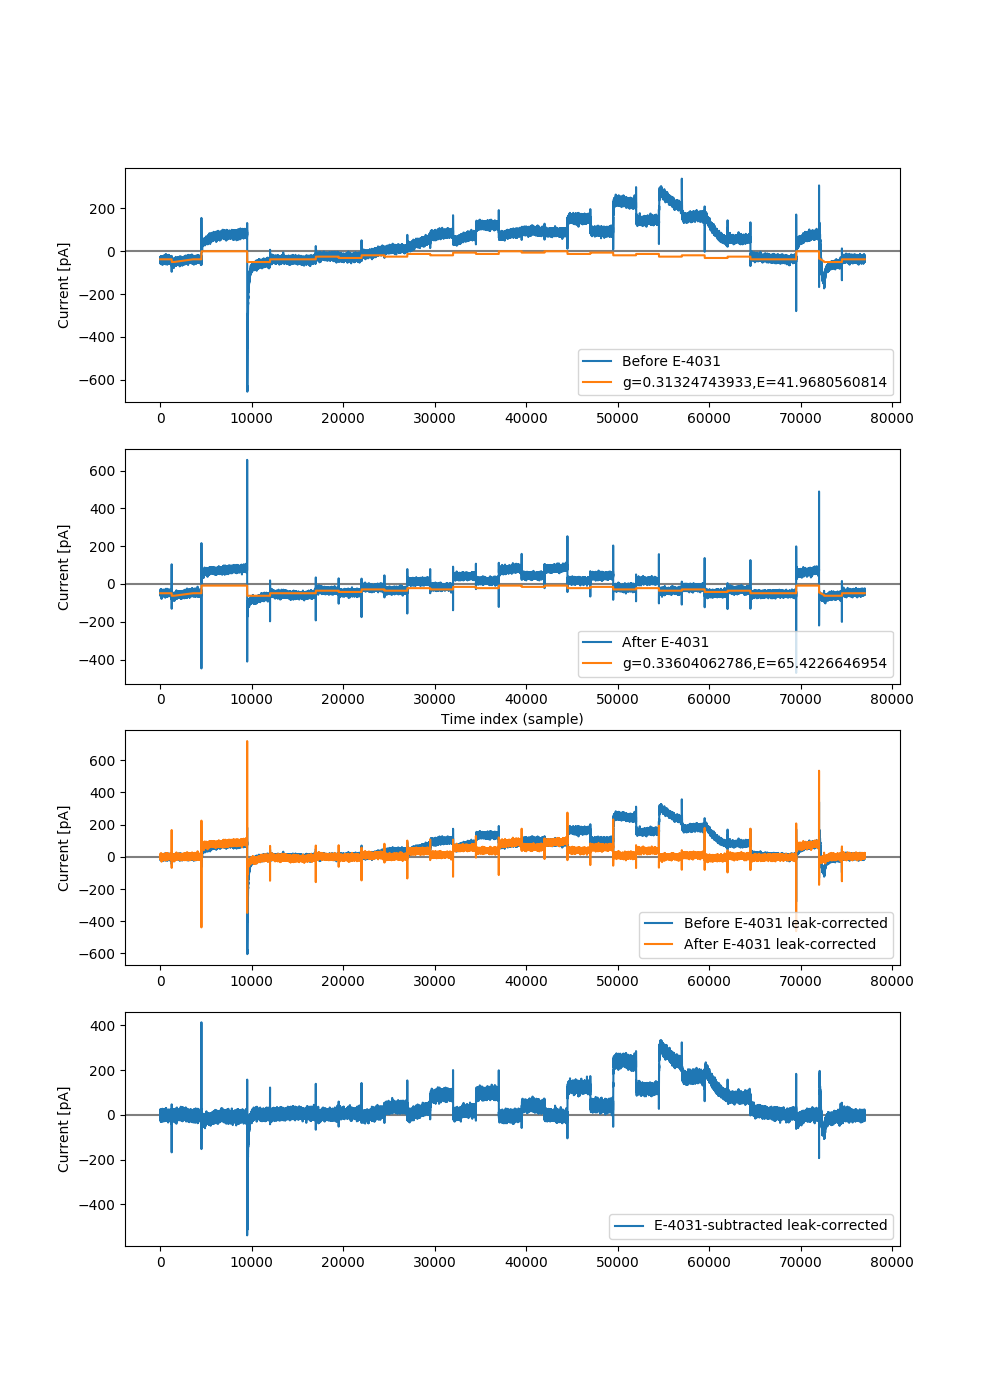 200
0
−200
−400
−600
Current [pA]
Before E-4031
g=0.31324743933,E=41.9680560814
0 10000 20000 30000 40000 50000 60000 70000 80000
600
400
200
0
−200
−400
Current [pA]
After E-4031
g=0.33604062786,E=65.4226646954
0 10000 20000 30000 40000 50000 60000 70000 80000
Time index (sample)
600
400
200
0
−200
−400
−600
Current [pA]
Before E-4031 leak-corrected
After E-4031 leak-corrected
0 10000 20000 30000 40000 50000 60000 70000 80000
400
200
0
−200
−400
Current [pA]
E-4031-subtracted leak-corrected
0 10000 20000 30000 40000 50000 60000 70000 80000